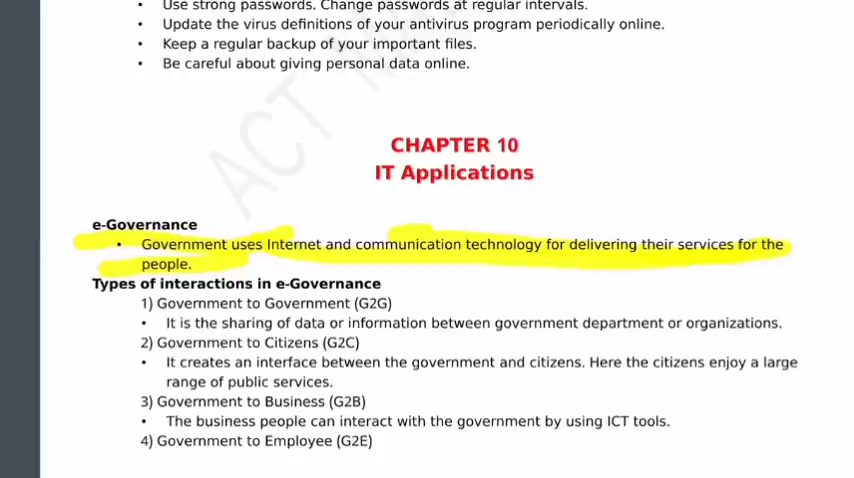 • Use strong passwords. Change passwords at regular intervals.
• Update the virus definitions of your antivirus program periodically online.
• Keep a regular backup of your important files.
• Be careful about giving personal data online.
ACT
CHAPTER 10
IT Applications
e-Governance
• Government uses Internet and communication technology for delivering their services for the
people.
Types of interactions in e-Governance
1) Government to Government (G2G)
• It is the sharing of data or information between government department or organizations.
2) Government to Citizens (G2C)
• It creates an interface between the government and citizens. Here the citizens enjoy a large
range of public services.
3) Government to Business (G2B)
• The business people can interact with the government by using ICT tools.
4) Government to Employee (G2E)